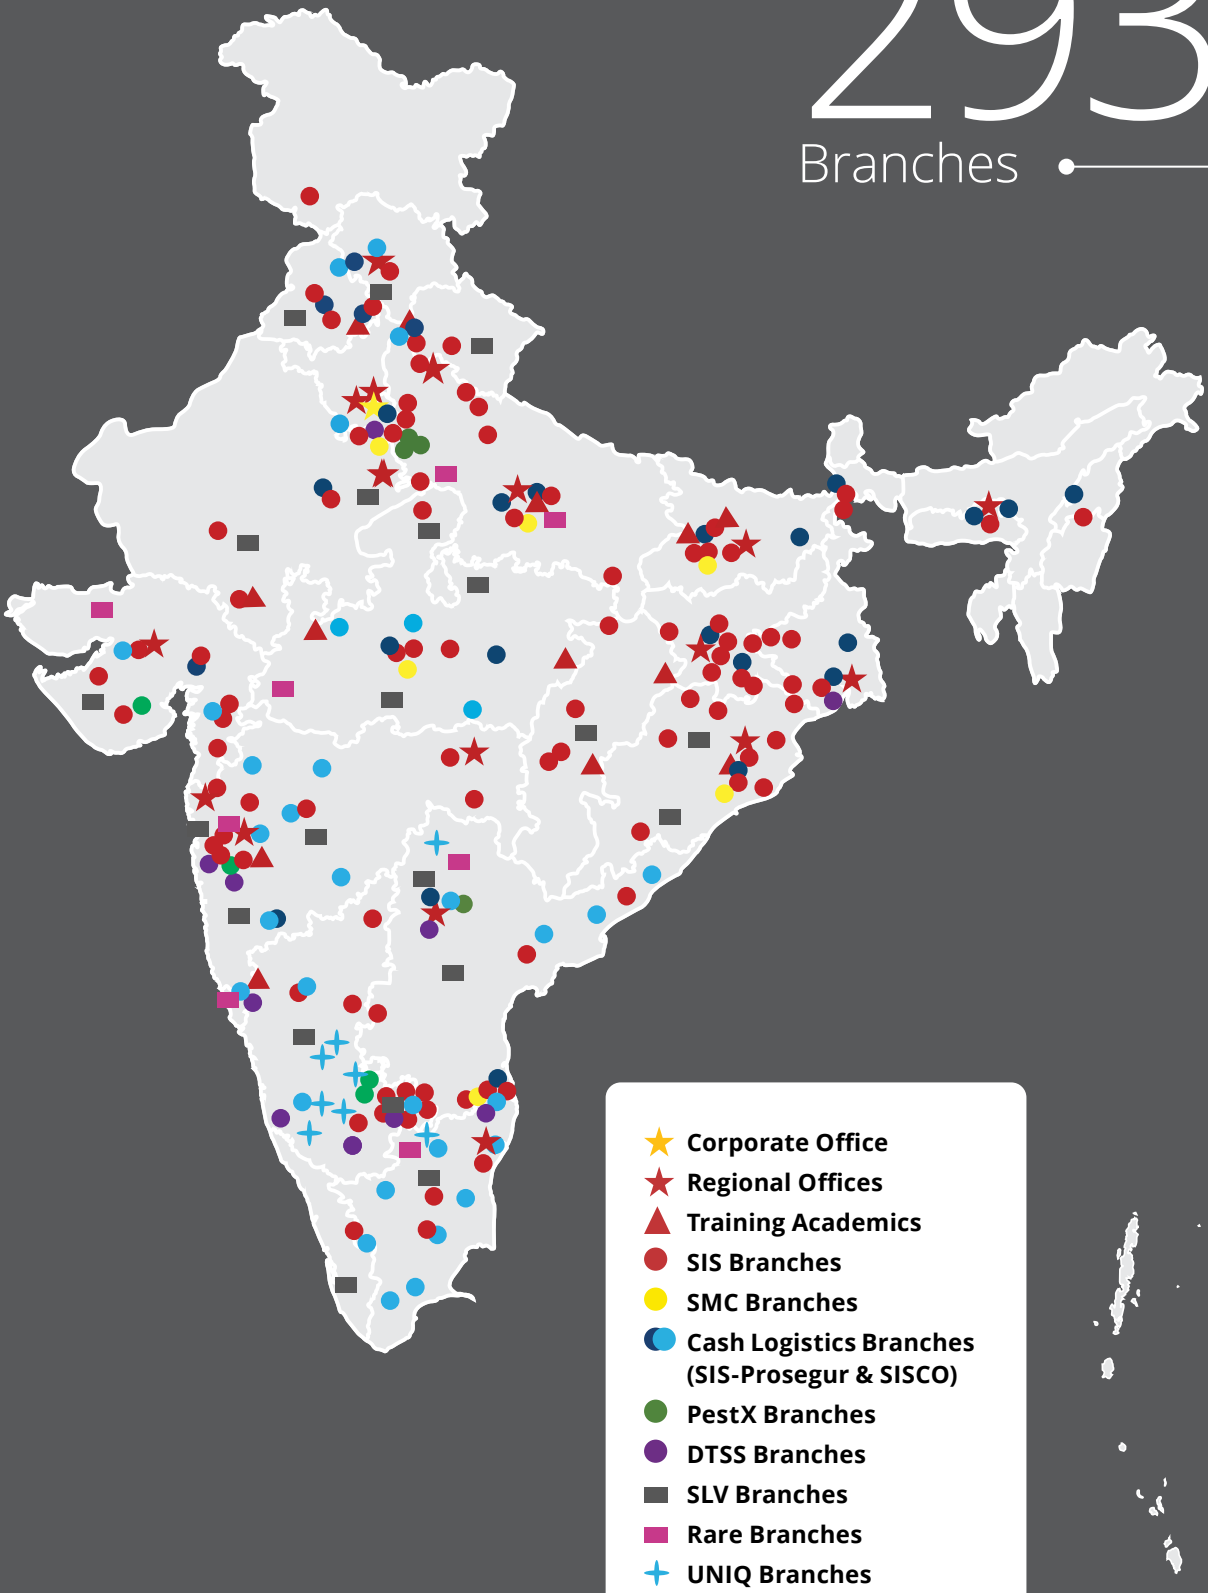 293
Branches
Corporate Office
Regional Offices
Training Academics
SIS Branches
SMC Branches
Cash Logistics Branches
(SIS-Prosegur & SISCO)
PestX Branches
DTSS Branches
SLV Branches
Rare Branches
UNIQ Branches